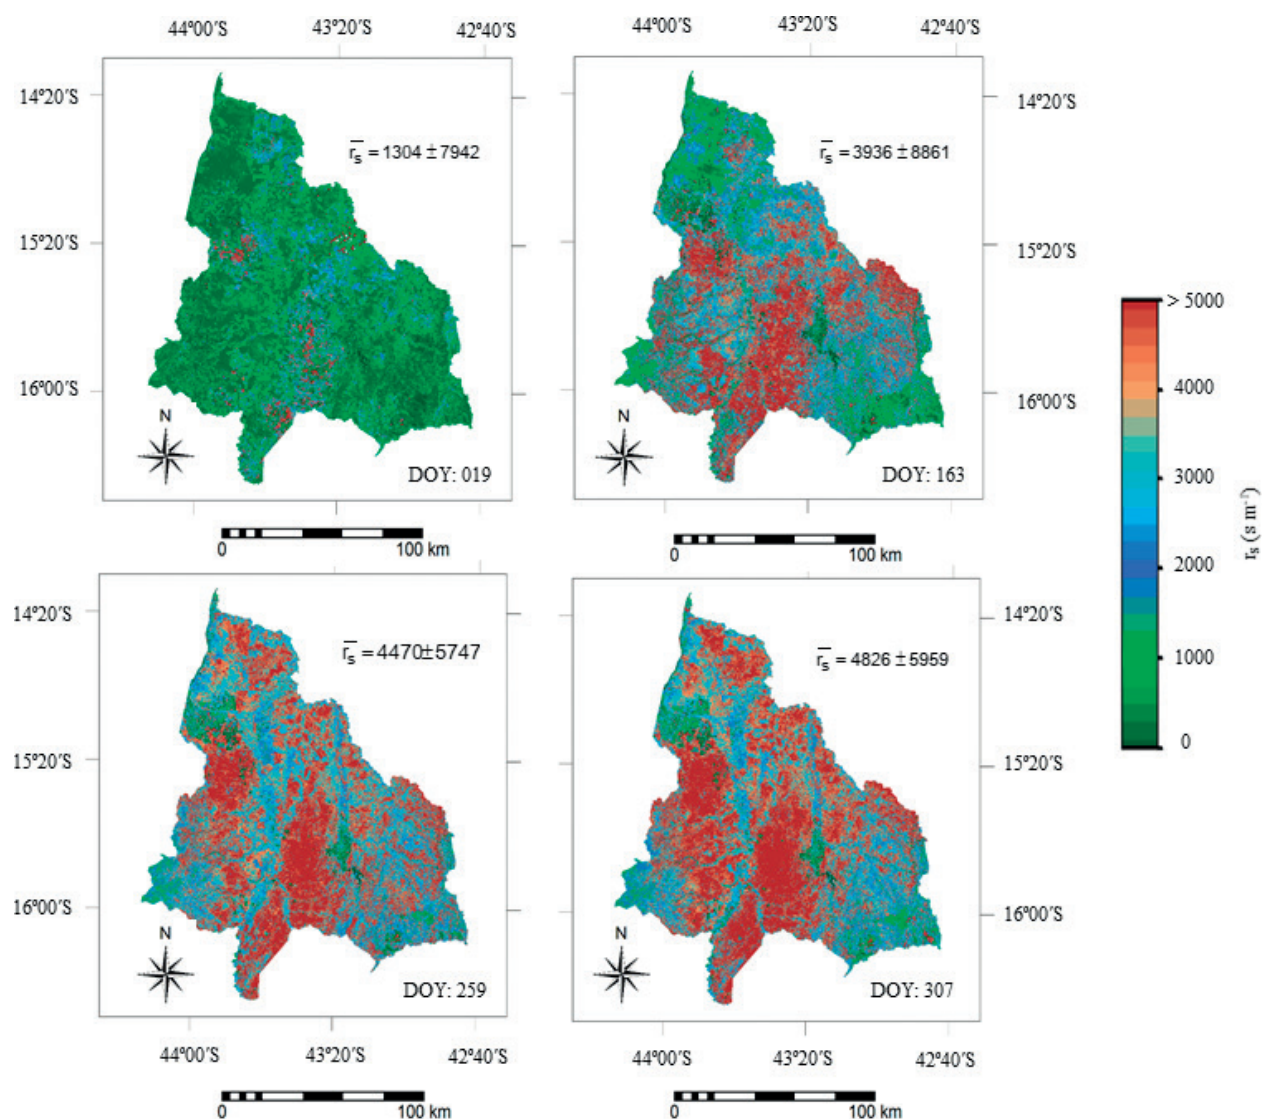 44°00'S 43°20'S 42°40'S
44°00'S 43°20'S 42°40'S
14°20'S
15°20'S
16°00'S
r̅s = 1304 ± 7942
N
DOY: 019
0 100 km
r̅s = 3936 ± 8861
N
DOY: 163
0 100 km
14°20'S
15°20'S
16°00'S
14°20'S
15°20'S
16°00'S
r̅s = 4470±5747
N
DOY: 259
44°00'S 43°20'S 42°40'S
0 100 km
r̅s = 4826 ± 5959
N
DOY: 307
14°20'S
15°20'S
16°00'S
44°00'S 43°20'S 42°40'S
0 100 km
> 5000
4000
3000
2000
1000
0
rs (s m⁻¹)